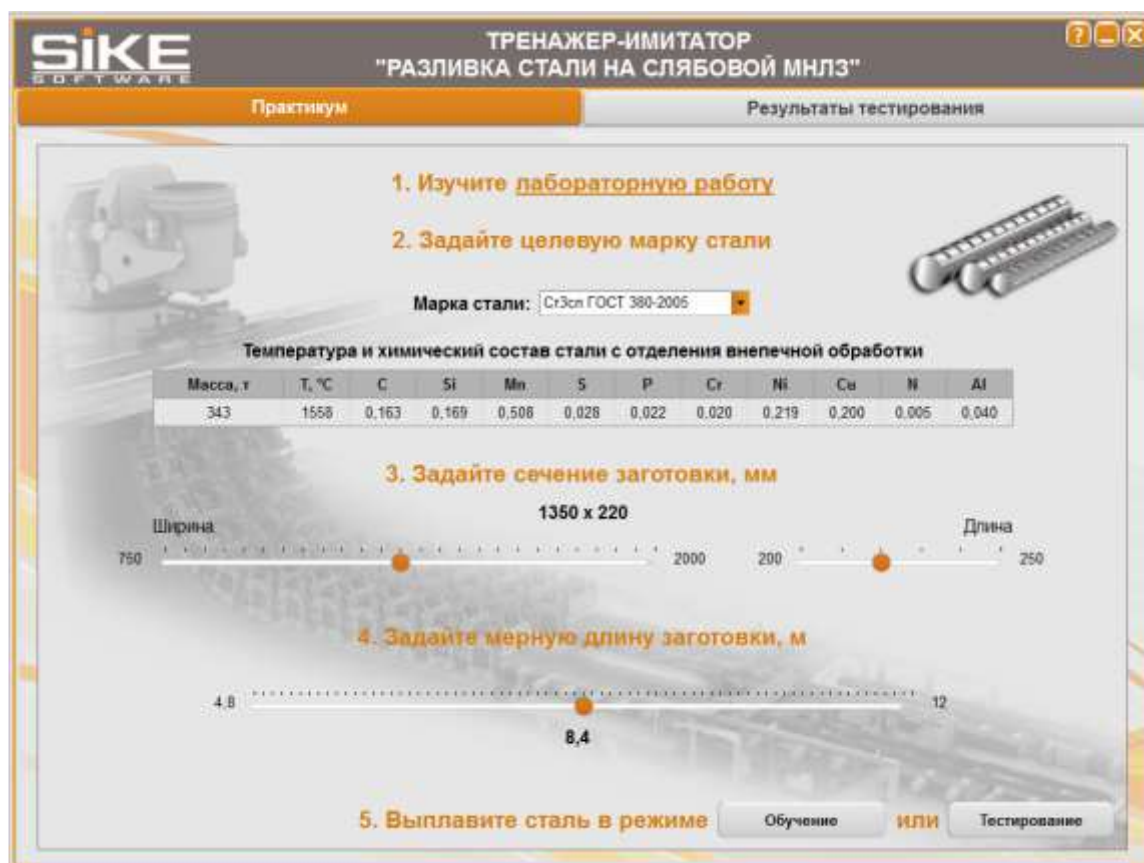 SIKE
SOFTWARE
ТРЕНАЖЕР-ИМИТАТОР
"РАЗЛИВКА СТАЛИ НА СЛЯБОВОЙ МНЛЗ"
Практикум
Результаты тестирования
1. Изучите лабораторную работу
2. Задайте целевую марку стали
Марка стали: Ст3сп ГОСТ 380-2005
Температура и химический состав стали с отделения внепечной обработки
Масса, т T, °C C Si Mn S P Cr Ni Cu N Al
343 1558 0,163 0,169 0,508 0,028 0,022 0,020 0,219 0,200 0,005 0,040
3. Задайте сечение заготовки, мм
1350 x 220
Ширина Длина
750 2000 200 250
4. Задайте мерную длину заготовки, м
4,8 12
8,4
5. Выплавите сталь в режиме Обучение или Тестирование